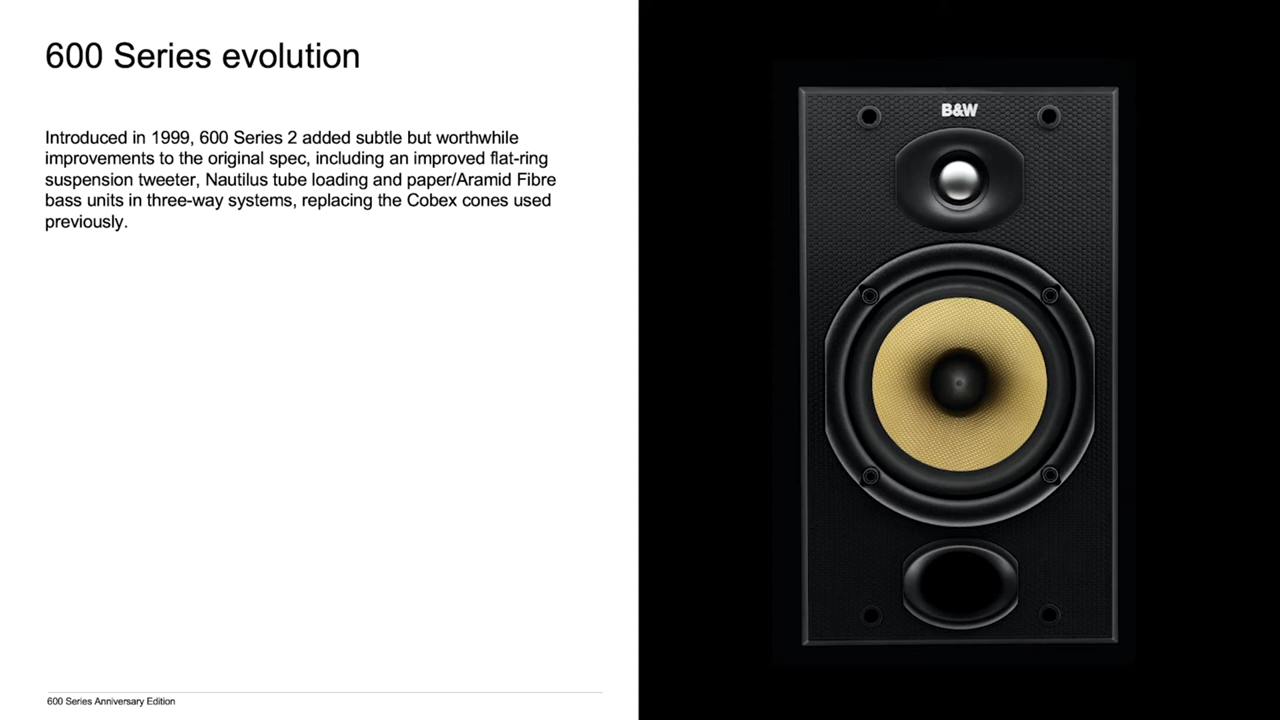 600 Series evolution
Introduced in 1999, 600 Series 2 added subtle but worthwhile
improvements to the original spec, including an improved flat-ring
suspension tweeter, Nautilus tube loading and paper/Aramid Fibre
bass units in three-way systems, replacing the Cobex cones used
previously.
600 Series Anniversary Edition
B&W